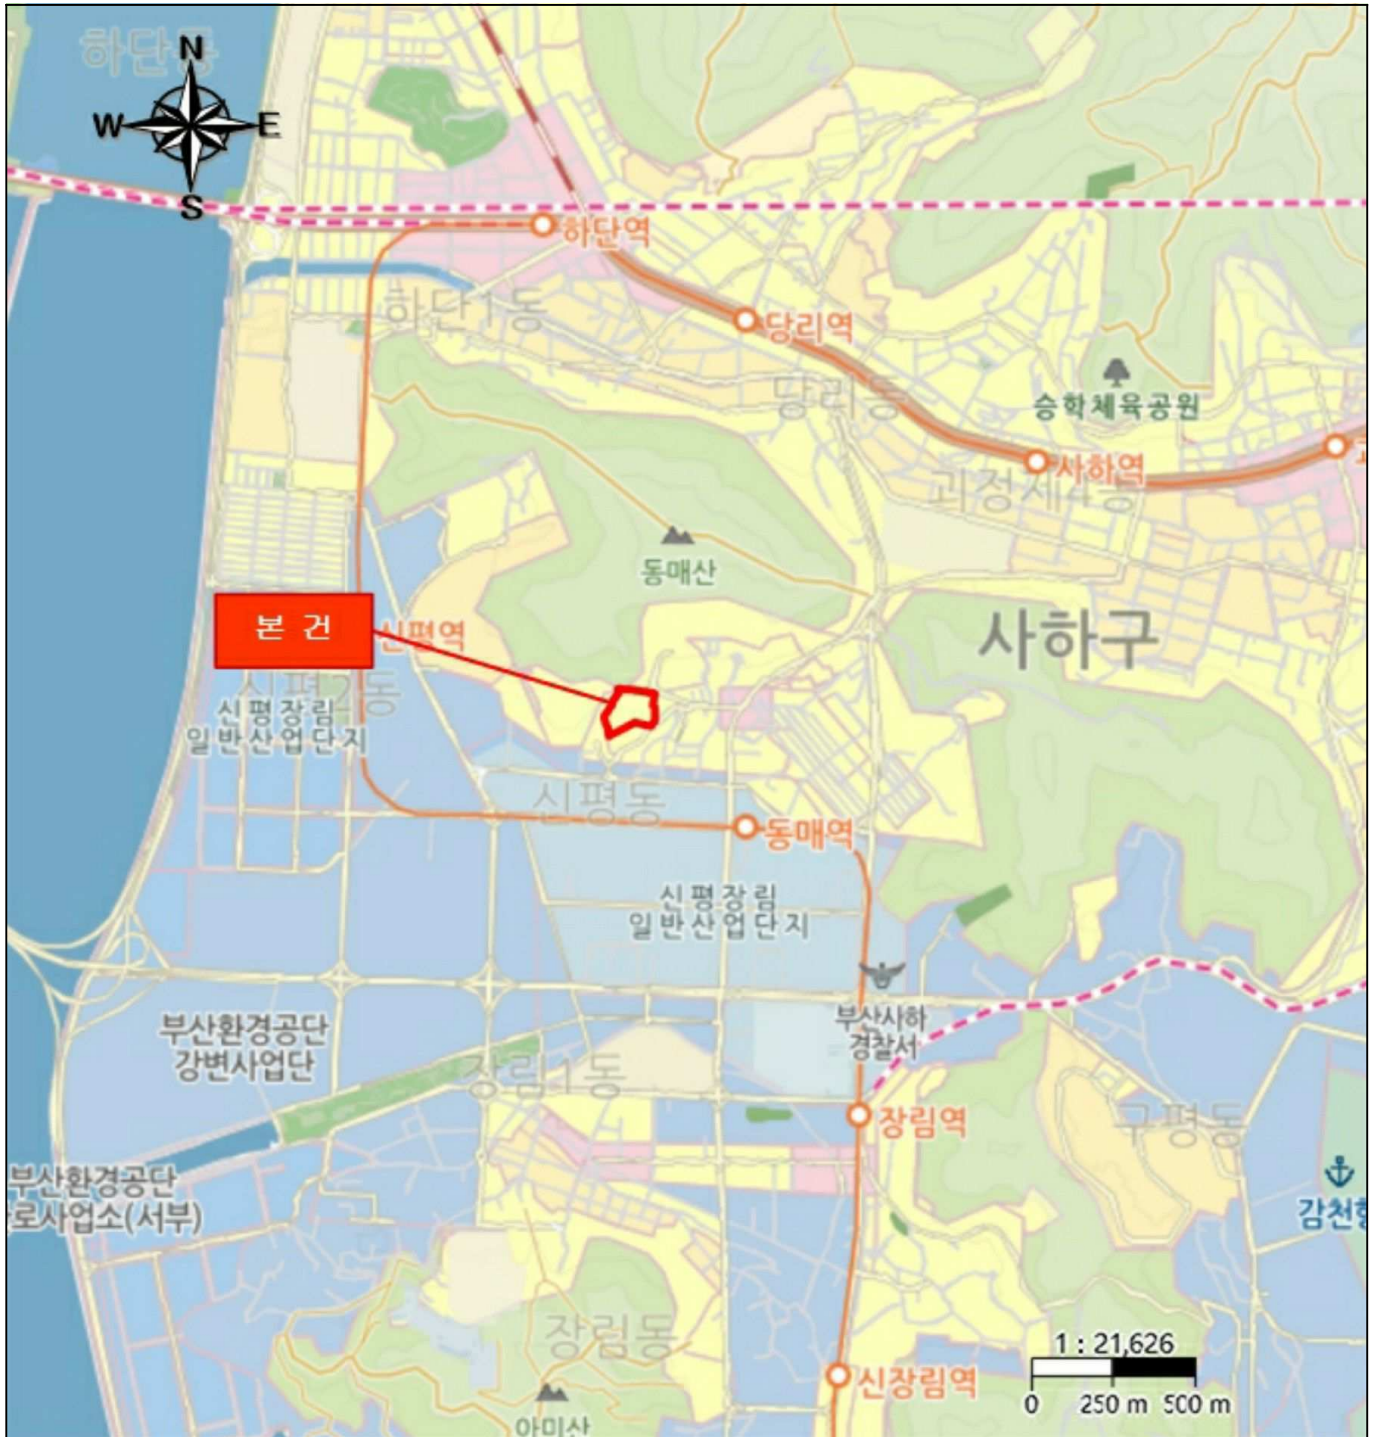 하단동
N
W
E
S
하단역
하단1동
당리역
당리동
승학체육공원
사하역
괴정제4동
동매산
본 건
신평역
사하구
신평2동
신평장림
일반산업단지
신평동
동매역
신평장림
일반산업단지
부산사하
경찰서
부산환경공단
강변사업단
장림1동
장림역
구평동
부산환경공단
로사업소(서부)
감천항
장림동
1 : 21,626
신장림역
0 250 m 500 m
아미산